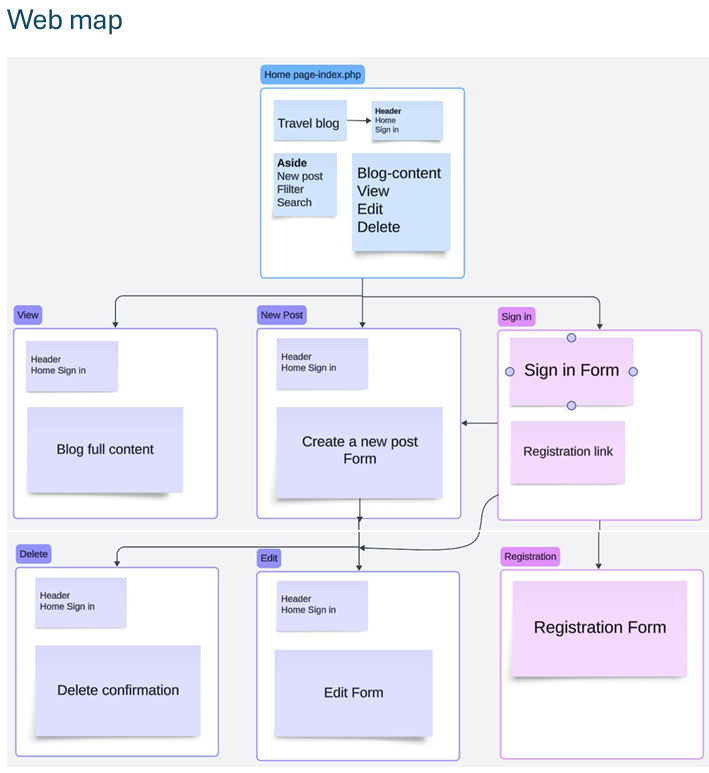 Web map
Home page-index.php
Travel blog
Header
Home
Sign in
Aside
New post
Flilter
Search
Blog-content
View
Edit
Delete
View
Header
Home Sign in
Blog full content
New Post
Header
Home Sign in
Create a new post
Form
Sign in
Sign in Form
Registration link
Delete
Header
Home Sign in
Delete confirmation
Edit
Header
Home Sign in
Edit Form
Registration
Registration Form